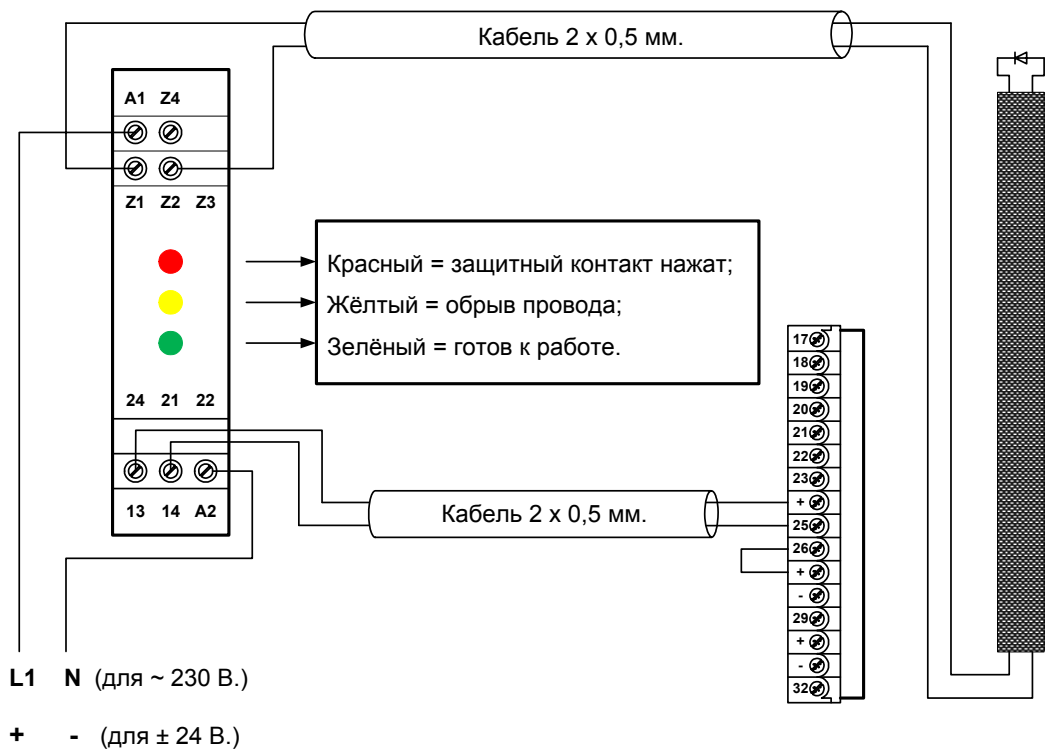 Кабель 2 x 0,5 мм.
A1 Z4
Z1 Z2 Z3
Красный = защитный контакт нажат;
Жёлтый = обрыв провода;
Зелёный = готов к работе.
24 21 22
13 14 A2
Кабель 2 x 0,5 мм.
17
18
19
20
21
22
23
+
25
26
+
-
29
+
-
32
L1 N (для ~ 230 В.)
+ - (для ± 24 В.)